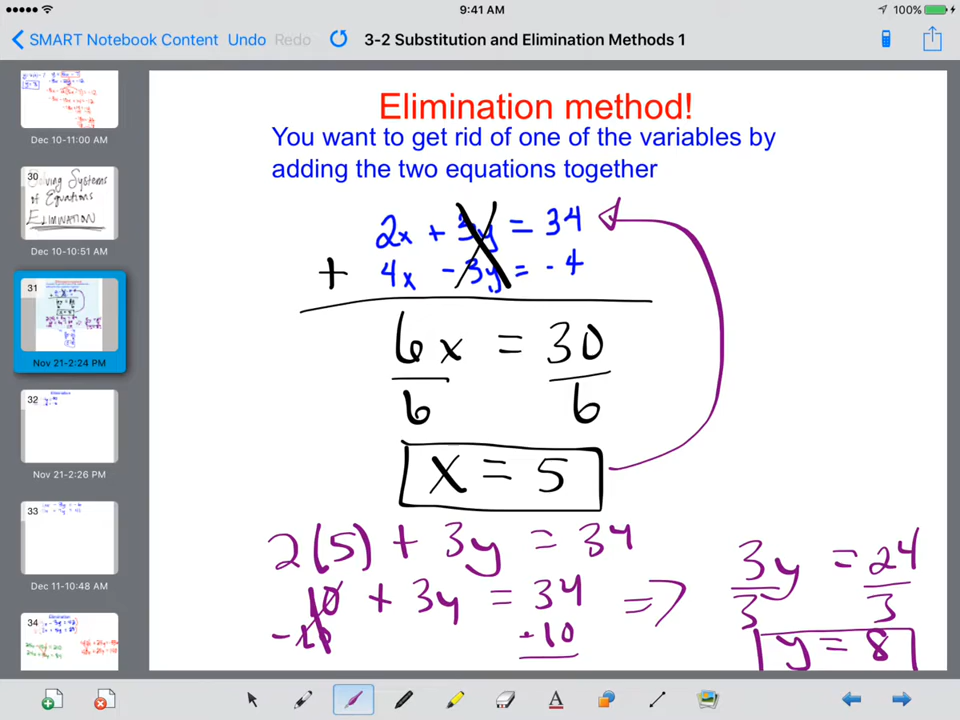 9:41 AM
100%
SMART Notebook Content Undo Redo 3-2 Substitution and Elimination Methods 1
Dec 10-11:00 AM
30
Solving Systems
of Equations
ELIMINATION
Dec 10-10:51 AM
31
Nov 21-2:24 PM
32
Nov 21-2:26 PM
33
Dec 11-10:48 AM
34
Elimination method!
You want to get rid of one of the variables by
adding the two equations together
2x + 3y = 34
+ 4x - 3y = -4
6x = 30
6 6
x = 5
2(5) + 3y = 34
10 + 3y = 34 =>
-10 -10
3y = 24
3 3
y = 8
A